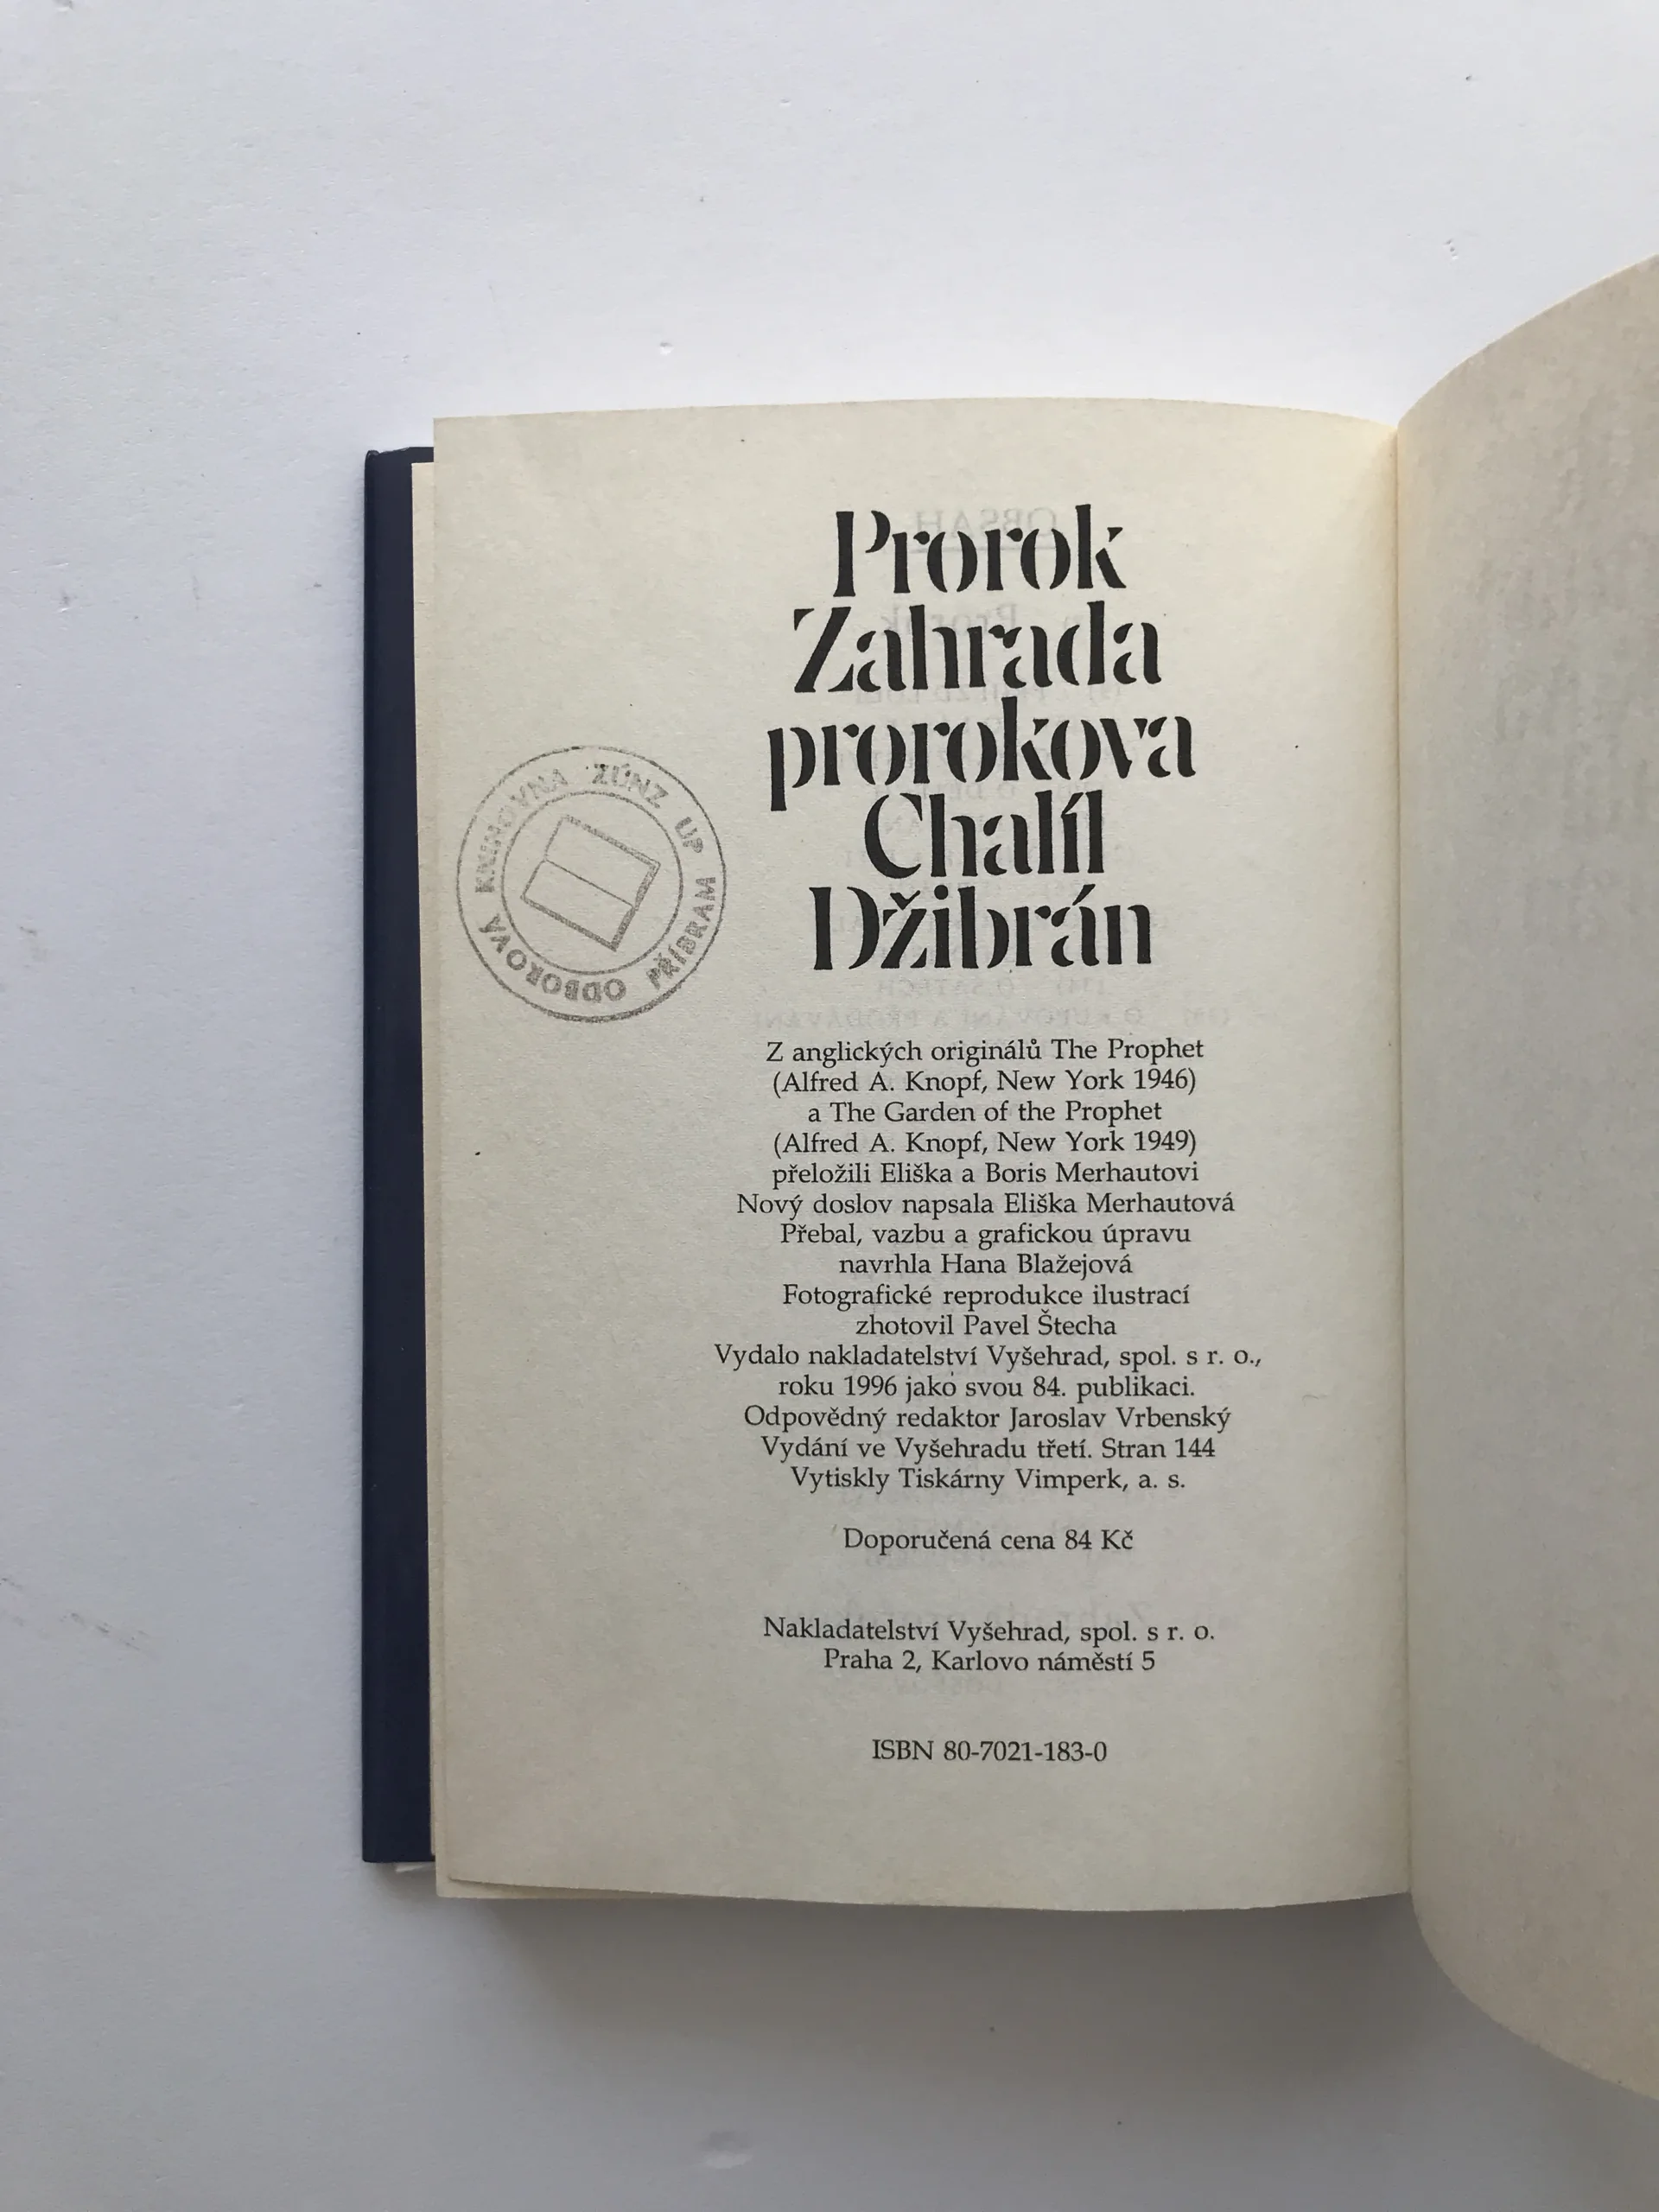 Prorok
Zahrada
prorokova
Chalíl
Džibrán
ODBOROVÁ KNIHOVNA ZÚNZ UP PŘÍBRAM
Z anglických originálů The Prophet
(Alfred A. Knopf, New York 1946)
a The Garden of the Prophet
(Alfred A. Knopf, New York 1949)
přeložili Eliška a Boris Merhautovi
Nový doslov napsala Eliška Merhautová
Přebal, vazbu a grafickou úpravu
navrhla Hana Blažejová
Fotografické reprodukce ilustrací
zhotovil Pavel Štecha
Vydalo nakladatelství Vyšehrad, spol. s r. o.,
roku 1996 jako svou 84. publikaci.
Odpovědný redaktor Jaroslav Vrbenský
Vydání ve Vyšehradu třetí. Stran 144
Vytiskly Tiskárny Vimperk, a. s.
Doporučená cena 84 Kč
Nakladatelství Vyšehrad, spol. s r. o.
Praha 2, Karlovo náměstí 5
ISBN 80-7021-183-0